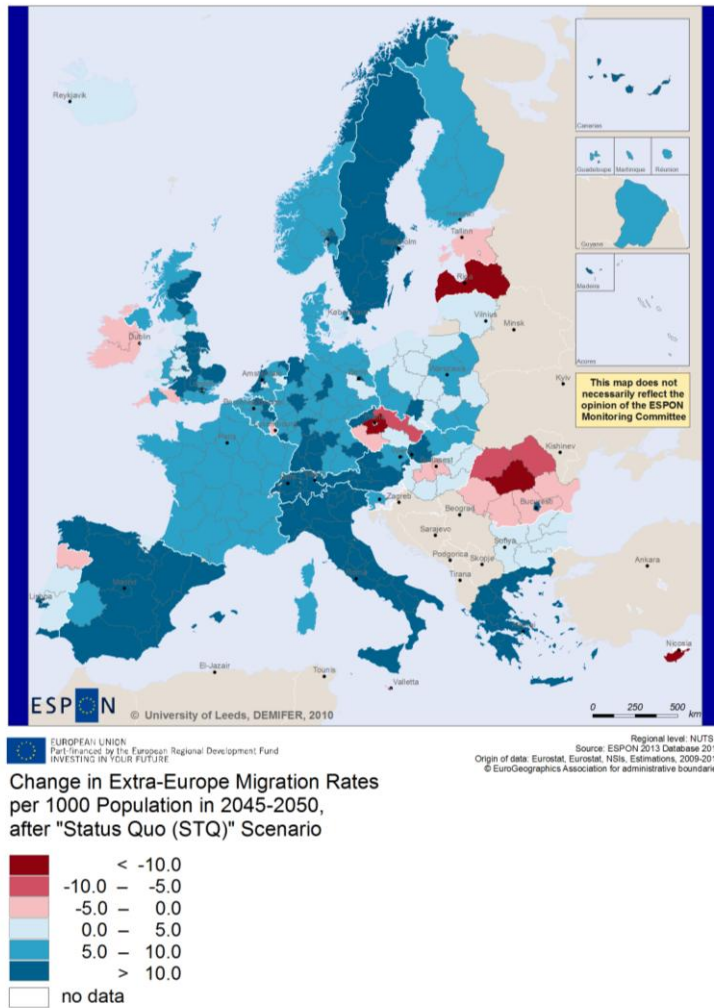 Reykjavik
Canarias
Guadeloupe Martinique Réunion
Guyane
Madeira
Acores
Tallinn
Riga
Vilnius
Minsk
Dublin
Kyiv
This map does not
necessarily reflect the
opinion of the ESPON
Monitoring Committee
Paris
Kishinev
Zagreb
Bucuresti
Beograd
Sarajevo
Sofiya
Podgorica
Skopje
Ankara
Tirana
Madrid
Lisboa
Nicosia
El-Jazair
Tounis
Valletta
ESPON
© University of Leeds, DEMIFER, 2010
0 250 500
km
EUROPEAN UNION
Part-financed by the European Regional Development Fund
INVESTING IN YOUR FUTURE
Regional level: NUTS
Source: ESPON 2013 Database 201
Origin of data: Eurostat, Eurostat, NSIs, Estimations, 2009-201
© EuroGeographics Association for administrative boundarie
Change in Extra-Europe Migration Rates
per 1000 Population in 2045-2050,
after "Status Quo (STQ)" Scenario
< -10.0
-10.0 – -5.0
-5.0 – 0.0
0.0 – 5.0
5.0 – 10.0
> 10.0
no data